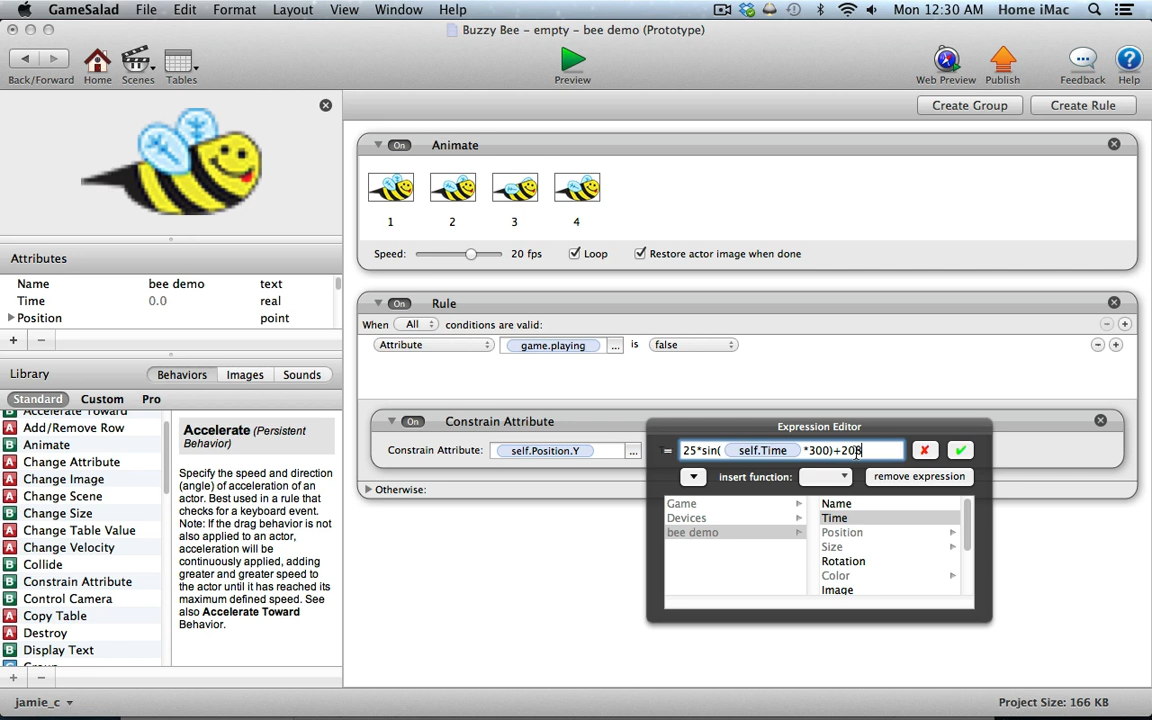 GameSalad File Edit Format Layout View Window Help Mon 12:30 AM Home iMac
Buzzy Bee – empty – bee demo (Prototype)
Back/Forward Home Scenes Tables Preview Web Preview Publish Feedback Help
Create Group Create Rule
On Animate
1 2 3 4
Speed: 20 fps Loop Restore actor image when done
Attributes
Name bee demo text
Time 0.0 real
Position point
On Rule
When All conditions are valid:
Attribute game.playing ... is false
Library Behaviors Images Sounds
Standard Custom Pro
On Constrain Attribute
Constrain Attribute: self.Position.Y ...
Otherwise:
Expression Editor
= 25*sin( self.Time *300)+208
Insert function: remove expression
Game
Devices
bee demo
Name
Time
Position
Size
Rotation
Color
Image
Accelerate Toward
Add/Remove Row
Animate
Change Attribute
Change Image
Change Scene
Change Size
Change Table Value
Change Velocity
Collide
Constrain Attribute
Control Camera
Copy Table
Destroy
Display Text
Accelerate (Persistent
Behavior)
Specify the speed and direction
(angle) of acceleration of an
actor. Best used in a rule that
checks for a keyboard event.
Note: If the drag behavior is not
also applied to an actor,
acceleration will be
continuously applied, adding
greater and greater speed to
the actor until it has reached its
maximum defined speed. See
also Accelerate Toward
Behavior.
jamie_c Project Size: 166 KB